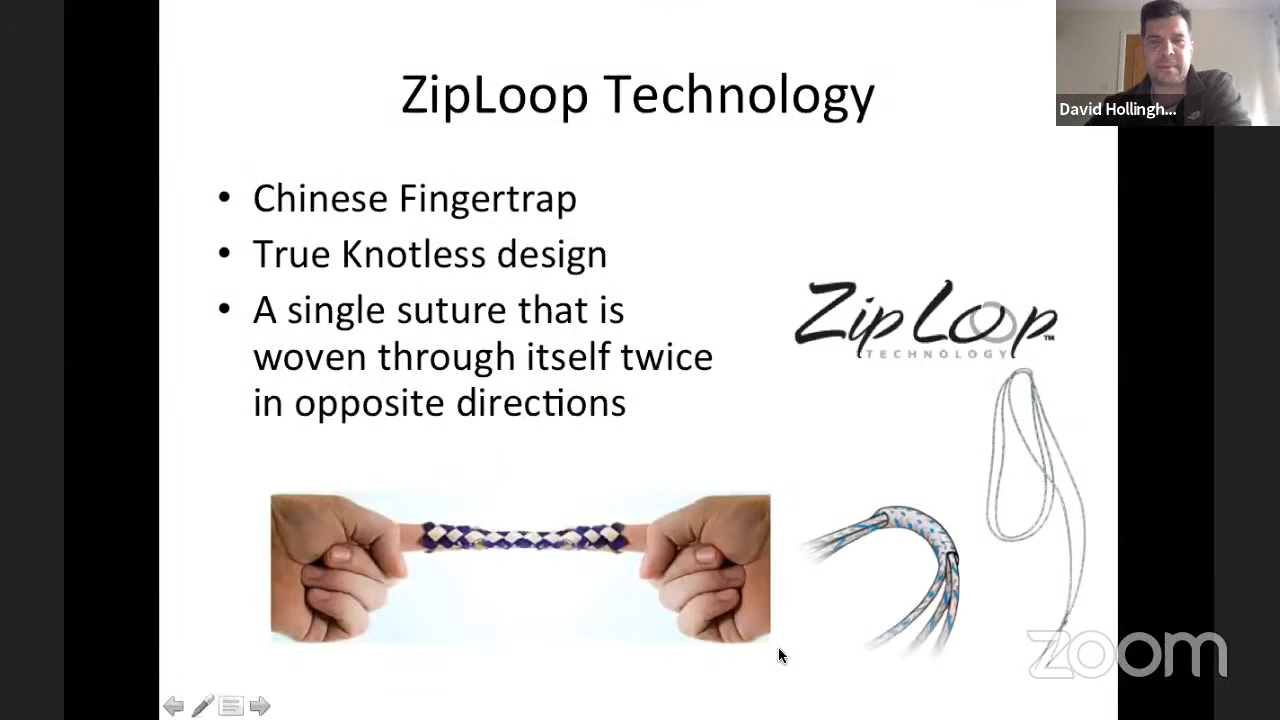 ZipLoop Technology
David Hollingh...
• Chinese Fingertrap
• True Knotless design
• A single suture that is
woven through itself twice
in opposite directions
ZipLoop™
TECHNOLOGY
zoom